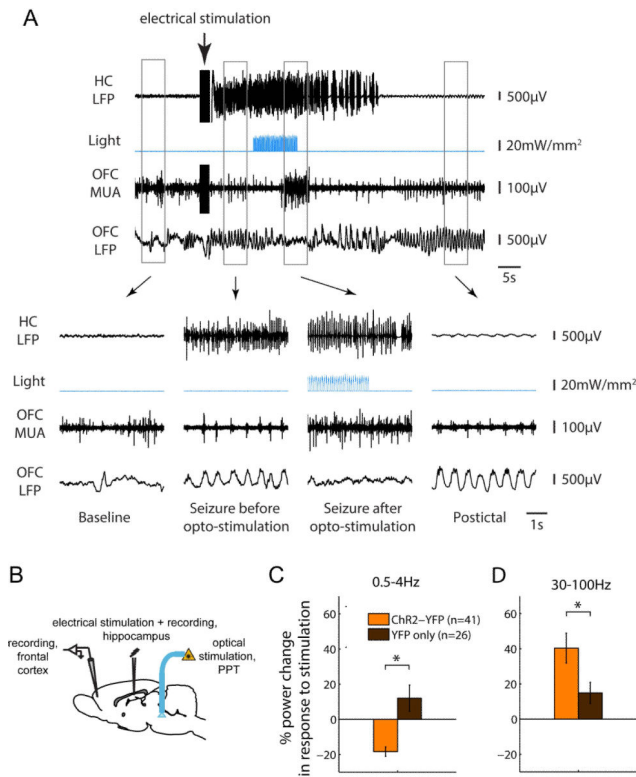 A
electrical stimulation
HC
LFP
500μV
Light
20mW/mm²
OFC
MUA
100μV
OFC
LFP
500μV
5s
HC
LFP
500μV
Light
20mW/mm²
OFC
MUA
100μV
OFC
LFP
500μV
Baseline
Seizure before
opto-stimulation
Seizure after
opto-stimulation
Postictal
1s
B
electrical stimulation + recording,
hippocampus
recording,
frontal
cortex
optical
stimulation,
PPT
C
0.5-4Hz
% power change
in response to stimulation
60
40
20
0
−20
ChR2−YFP (n=41)
YFP only (n=26)
*
D
30-100Hz
60
40
20
0
−20
*